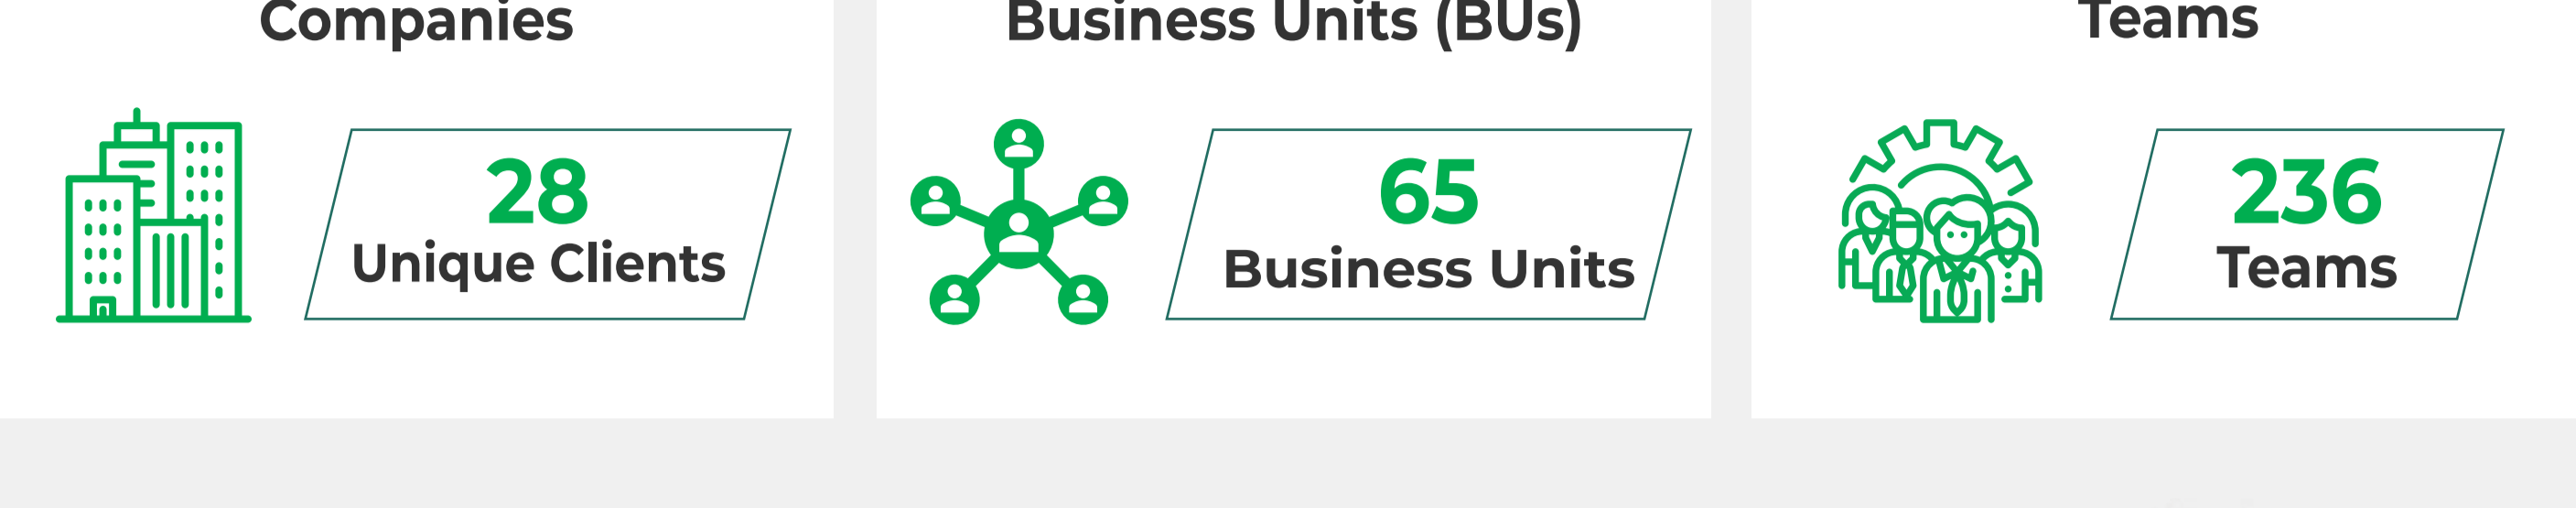 Companies
28
Unique Clients
Business Units (BUs)
65
Business Units
Teams
236
Teams